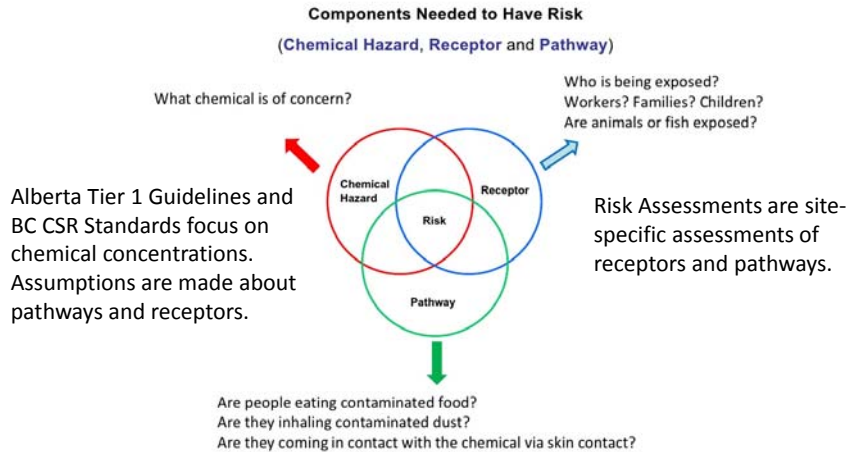 Components Needed to Have Risk
(Chemical Hazard, Receptor and Pathway)
What chemical is of concern?
Who is being exposed?
Workers? Families? Children?
Are animals or fish exposed?
Alberta Tier 1 Guidelines and
BC CSR Standards focus on
chemical concentrations.
Assumptions are made about
pathways and receptors.
Chemical
Hazard
Receptor
Risk
Pathway
Risk Assessments are site-
specific assessments of
receptors and pathways.
Are people eating contaminated food?
Are they inhaling contaminated dust?
Are they coming in contact with the chemical via skin contact?